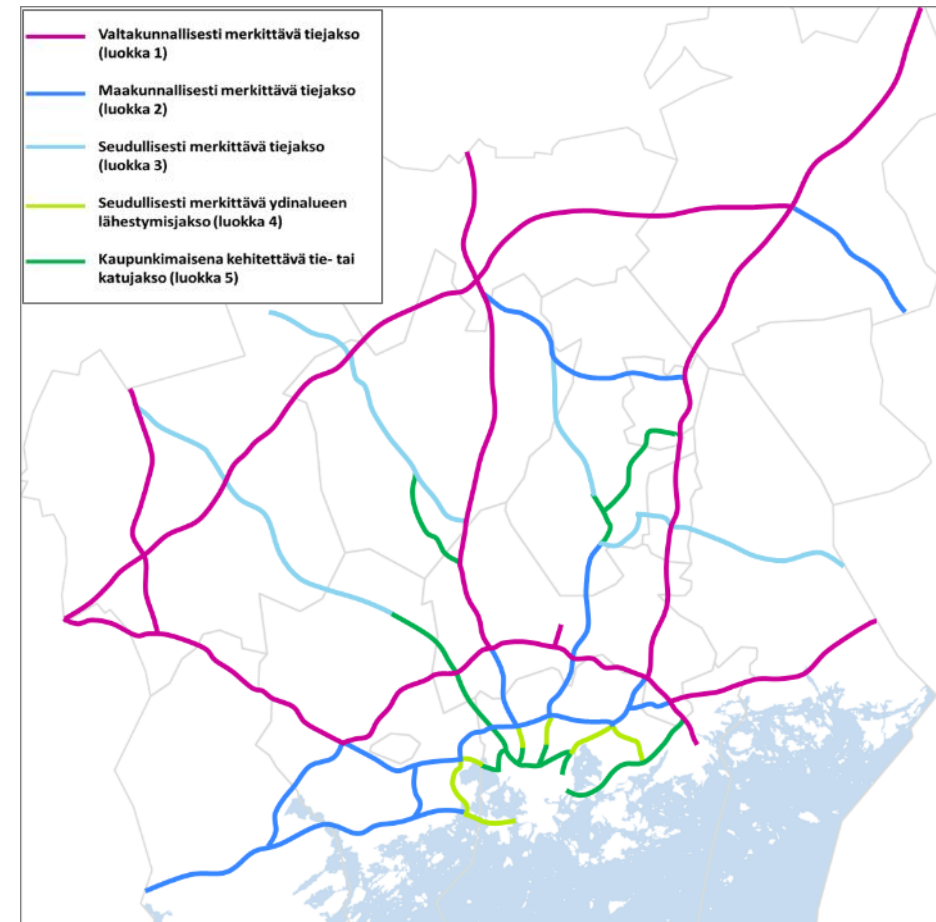 Valtakunnallisesti merkittävä tiejakso
(luokka 1)
Maakunnallisesti merkittävä tiejakso
(luokka 2)
Seudullisesti merkittävä tiejakso
(luokka 3)
Seudullisesti merkittävä ydinalueen
lähestymisjakso (luokka 4)
Kaupunkimaisena kehitettävä tie- tai
katujakso (luokka 5)